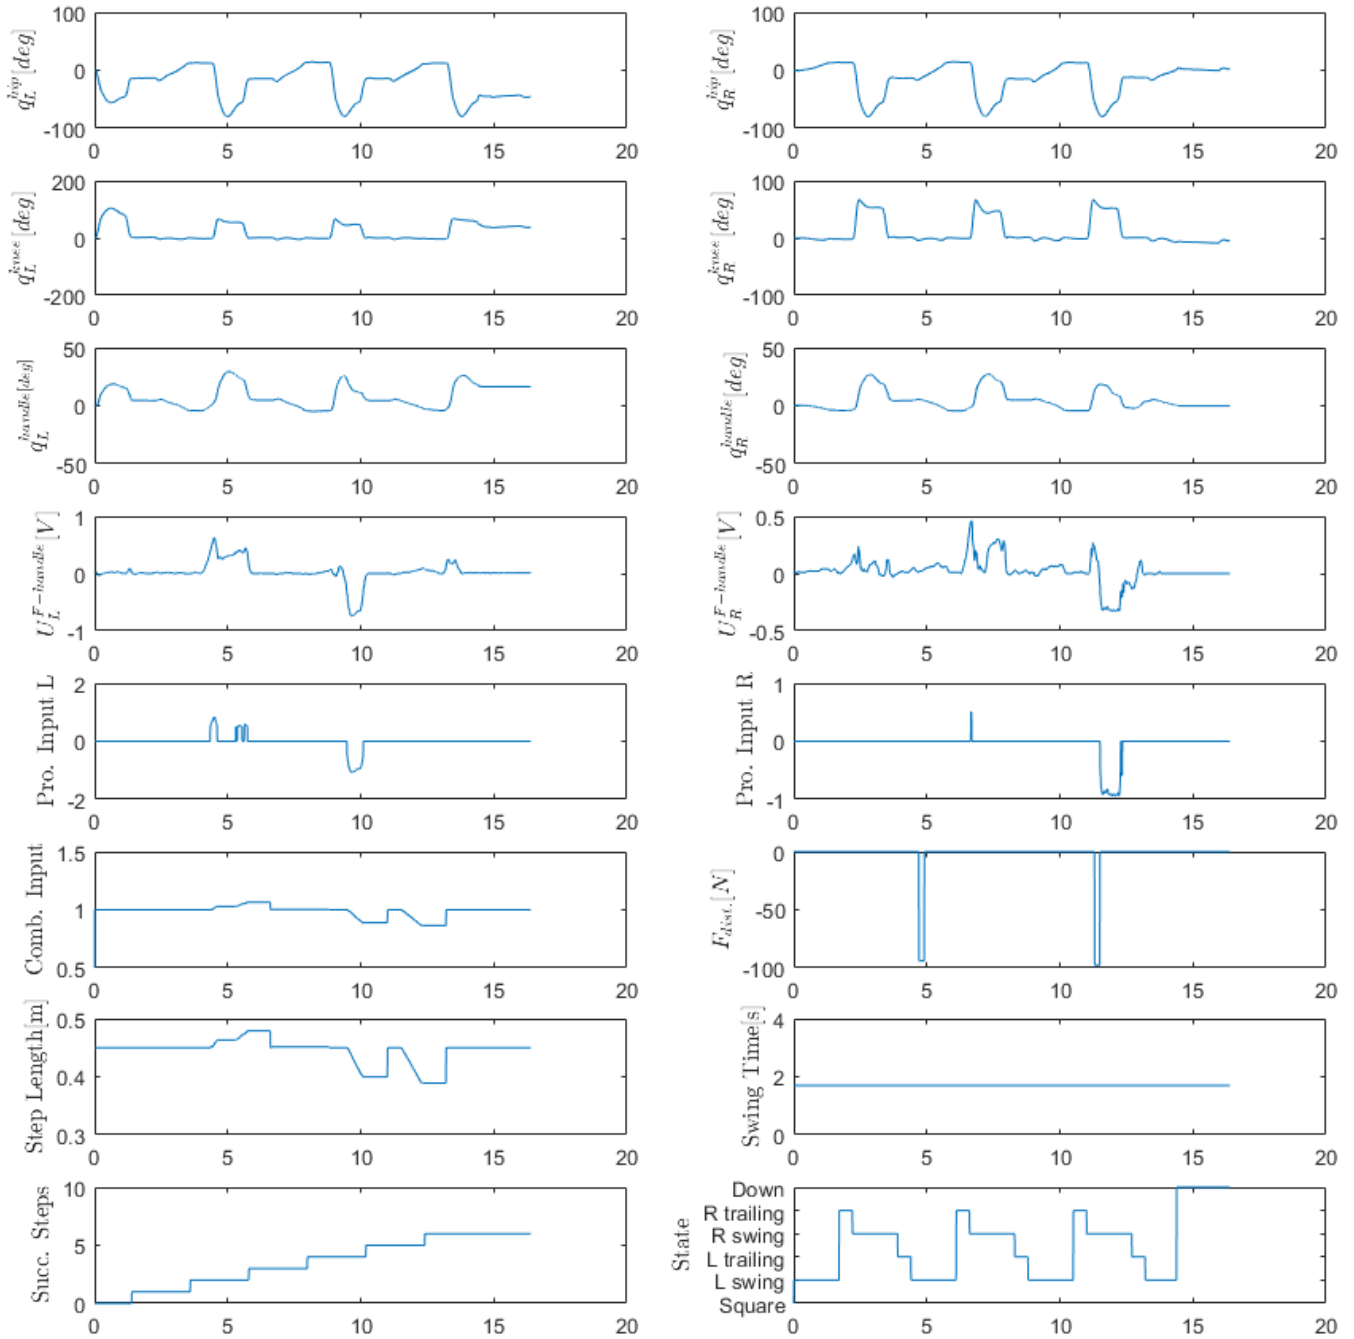 100
0
-100
q_L^{hip}[deg]
0 5 10 15 20
100
0
-100
q_R^{hip}[deg]
0 5 10 15 20
200
0
-200
q_L^{knee}[deg]
0 5 10 15 20
100
0
-100
q_R^{knee}[deg]
0 5 10 15 20
50
0
-50
q_L^{handle[deg]}
0 5 10 15 20
50
0
-50
q_R^{handle}[deg]
0 5 10 15 20
1
0
-1
U_L^{F-handle}[V]
0 5 10 15 20
0.5
0
-0.5
U_R^{F-handle}[V]
0 5 10 15 20
2
0
-2
Pro. Input L
0 5 10 15 20
1
0
-1
Pro. Input R
0 5 10 15 20
1.5
1
0.5
Comb. Input
0 5 10 15 20
0
-50
-100
F_{dist.}[N]
0 5 10 15 20
0.5
0.4
0.3
Step Length[m]
0 5 10 15 20
4
2
0
Swing Time[s]
0 5 10 15 20
10
5
0
Succ. Steps
0 5 10 15 20
Down
R trailing
R swing
L trailing
L swing
Square
State
0 5 10 15 20